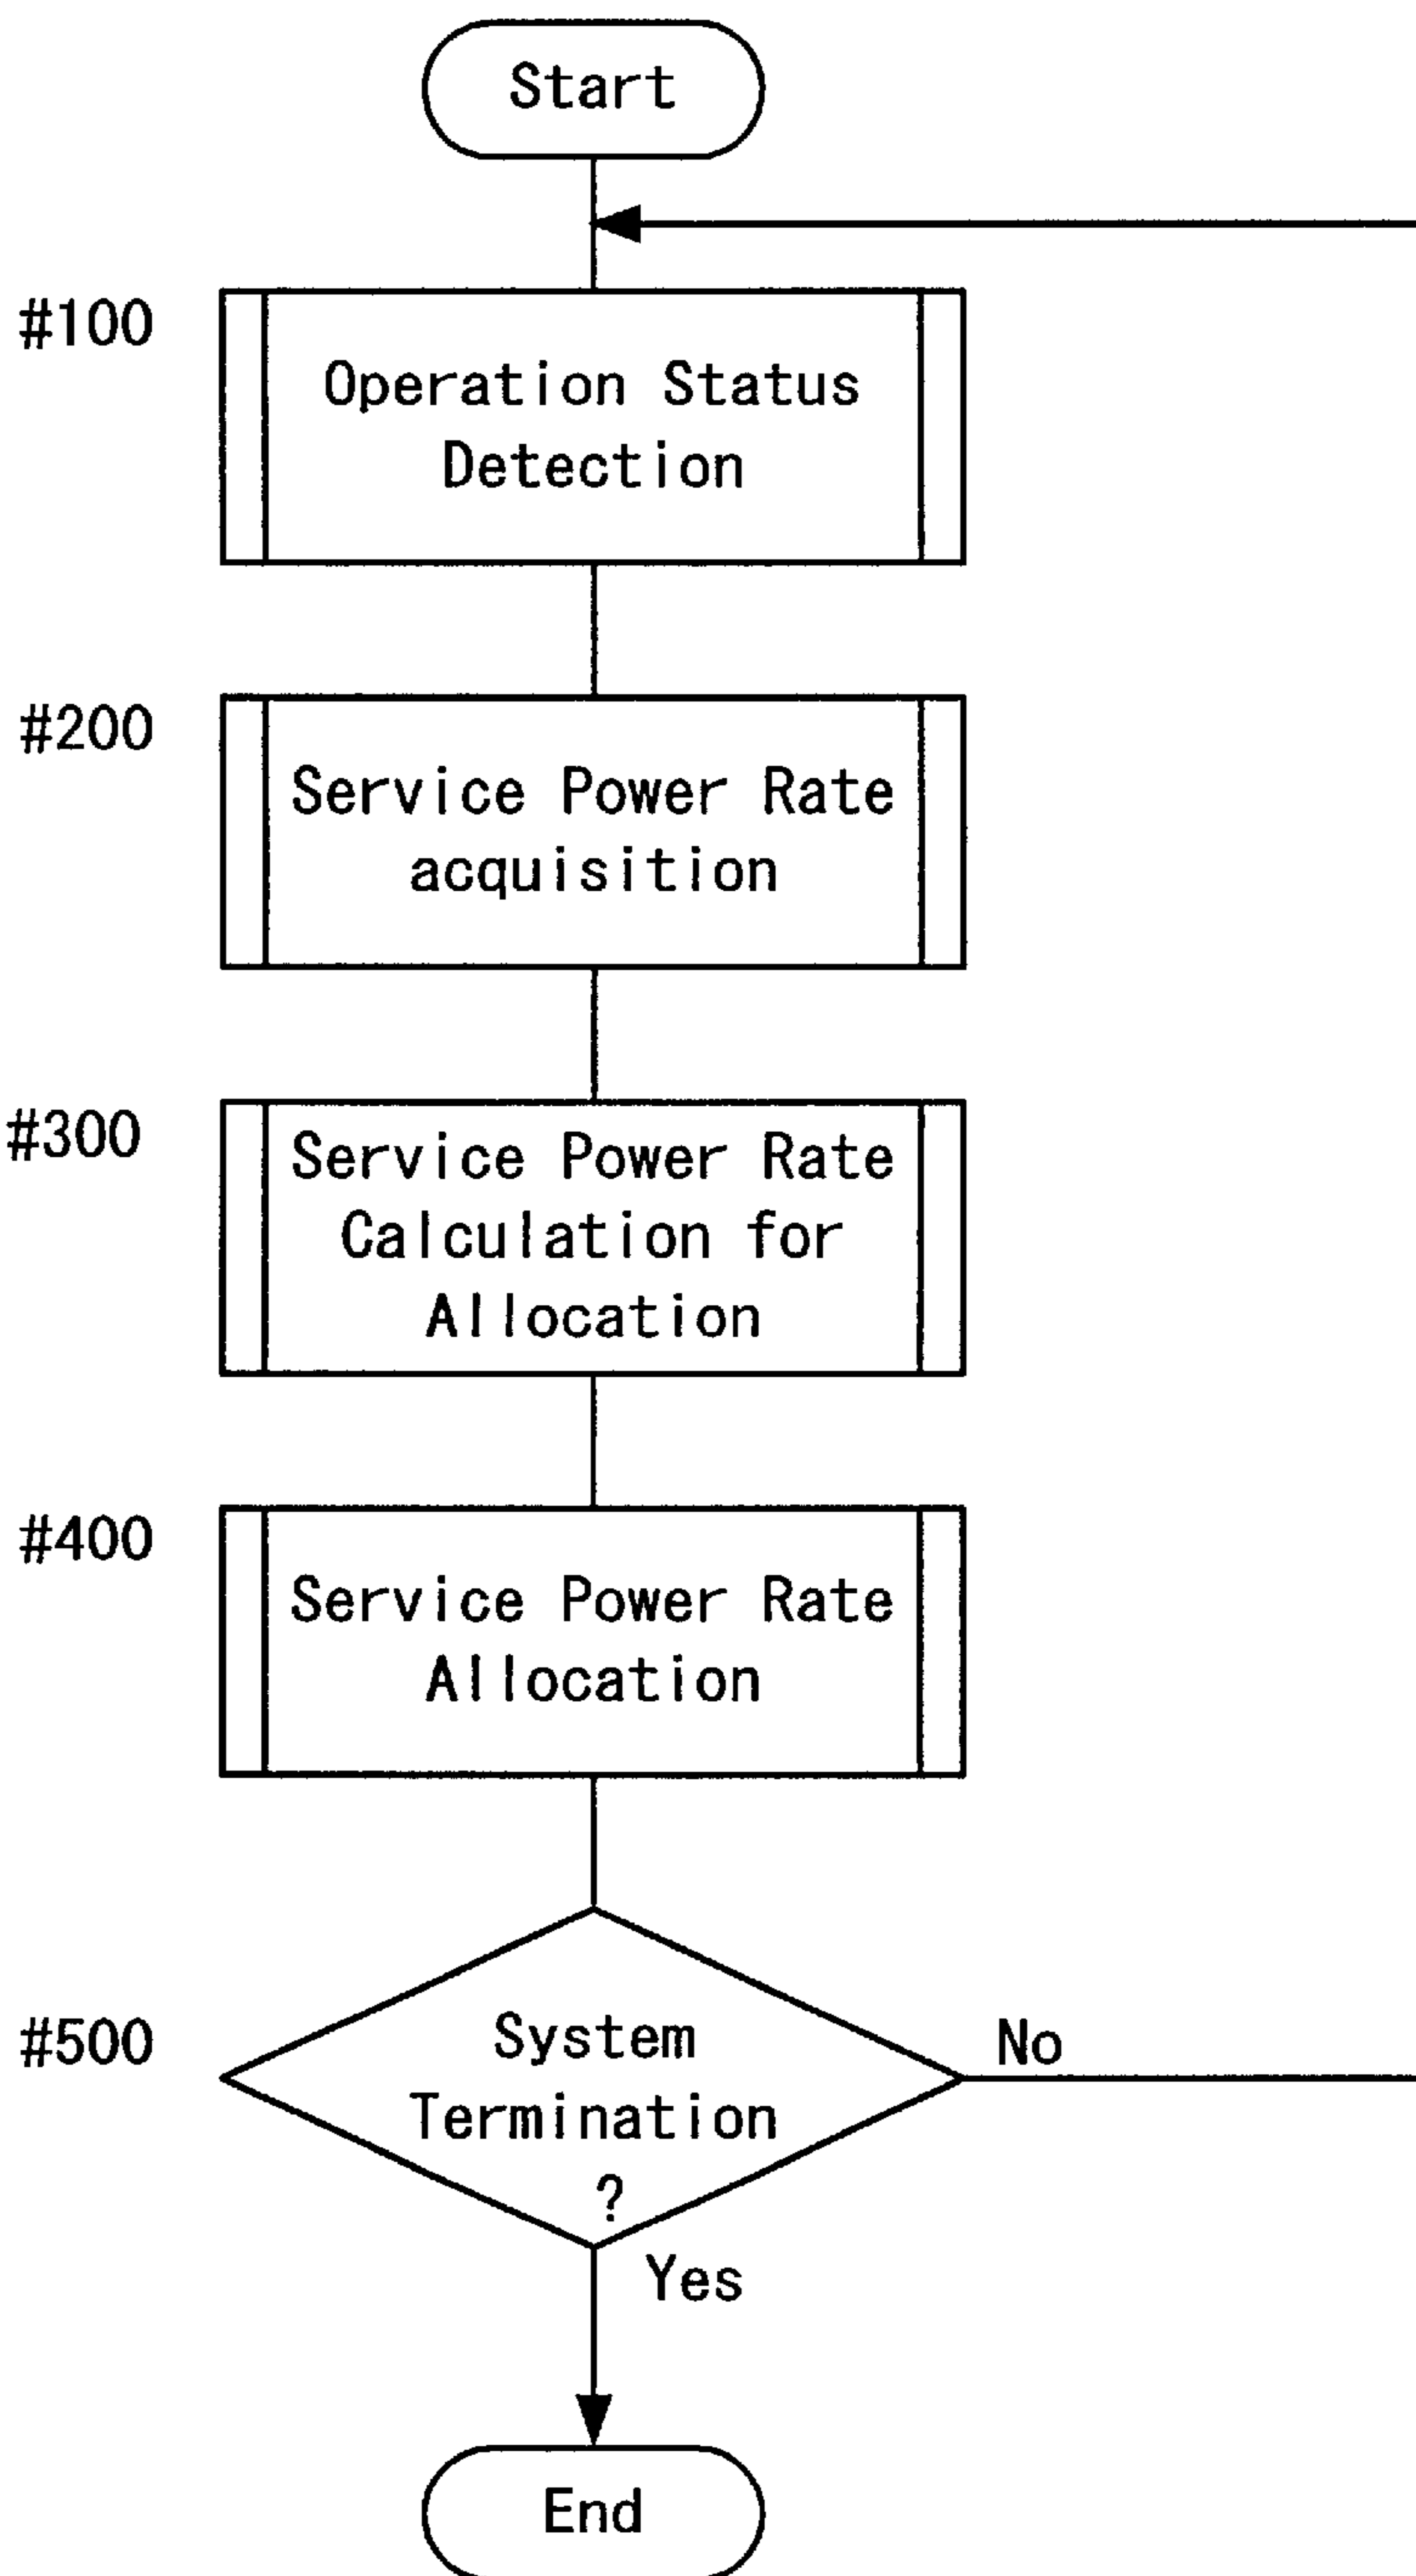 Start
#100
Operation Status
Detection
#200
Service Power Rate
acquisition
#300
Service Power Rate
Calculation for
Allocation
#400
Service Power Rate
Allocation
#500
System
Termination
?
No
Yes
End